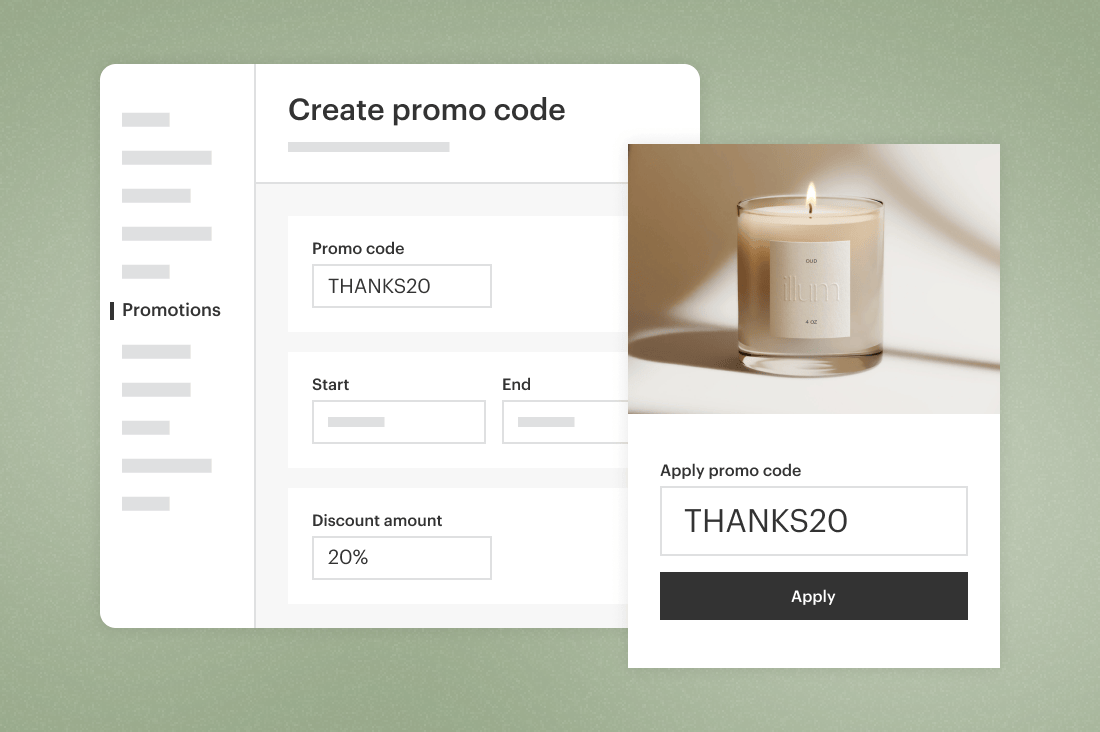 Create promo code
Promotions
Promo code
THANKS20
Start
End
Discount amount
20%
OUD
illum
4 OZ
Apply promo code
THANKS20
Apply